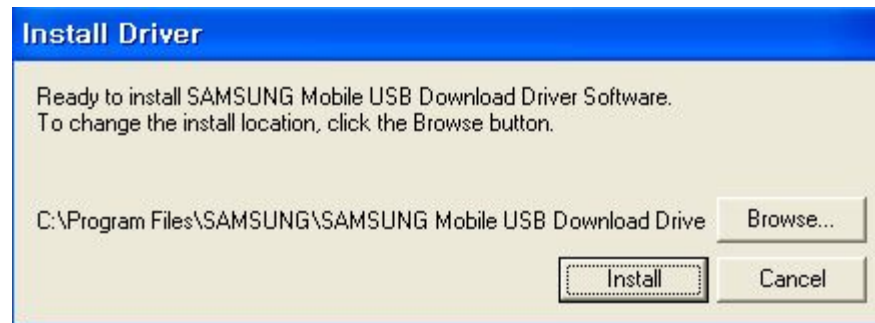 Install Driver
Ready to install SAMSUNG Mobile USB Download Driver Software.
To change the install location, click the Browse button.
C:\Program Files\SAMSUNG\SAMSUNG Mobile USB Download Drive
Browse...
Install
Cancel